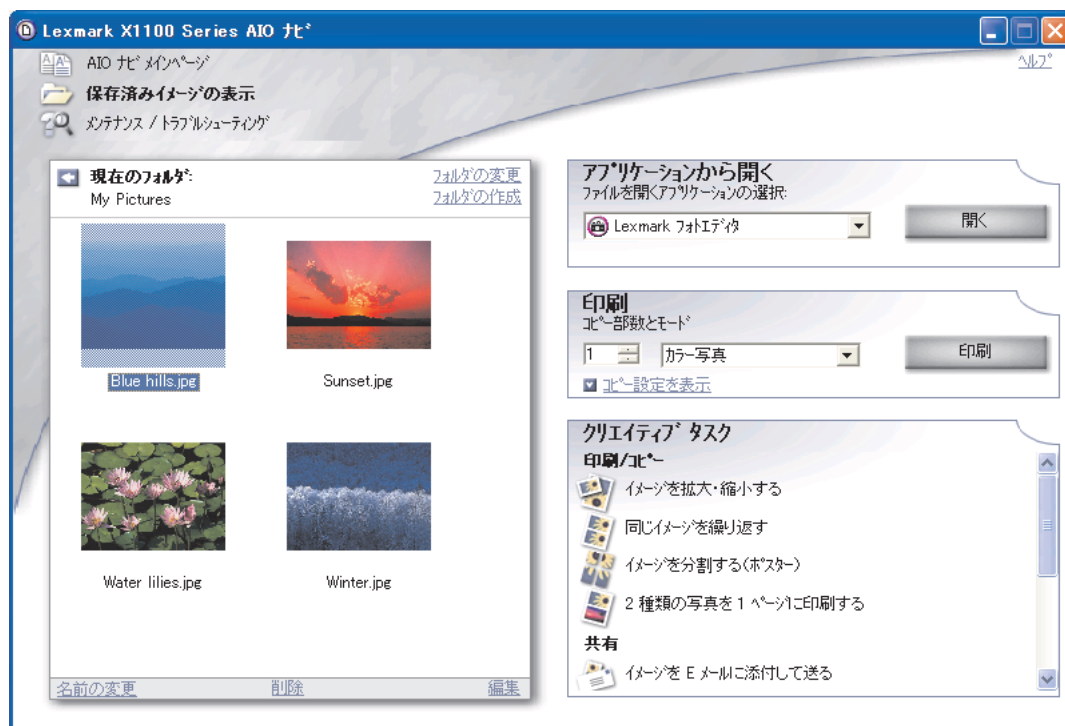 Lexmark X1100 Series AIO ナビ
AIO ナビ メインページ
ヘルプ
保存済みイメージの表示
メンテナンス / トラブルシューティング
現在のフォルダ:
フォルダの変更
My Pictures
フォルダの作成
Blue hills.jpg
Sunset.jpg
Water lilies.jpg
Winter.jpg
名前の変更
削除
編集
アプリケーションから開く
ファイルを開くアプリケーションの選択:
Lexmark フォトエディタ
開く
印刷
コピー部数とモード
1
カラー写真
印刷
コピー設定を表示
クリエイティブ タスク
印刷/コピー
イメージを拡大・縮小する
同じイメージを繰り返す
イメージを分割する(ポスター)
2 種類の写真を 1 ページに印刷する
共有
イメージを E メールに添付して送る